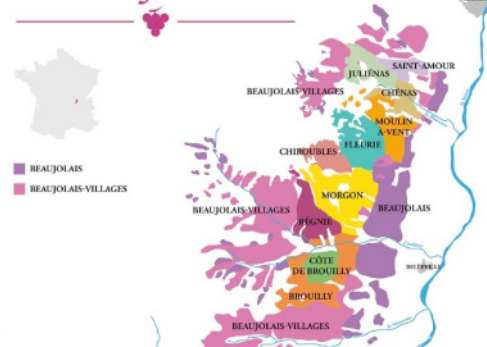 SAINT-AMOUR
JULIÉNAS
BEAUJOLAIS-VILLAGES
CHÉNAS
MOULIN
À-VENT
FLEURIE
CHIROUBLES
BEAUJOLAIS
BEAUJOLAIS-VILLAGES
MORGON
BEAUJOLAIS-VILLAGES
BEAUJOLAIS
RÉGNIÉ
CÔTE
DE BROUILLY
BELLEVILLE
BROUILLY
BEAUJOLAIS-VILLAGES